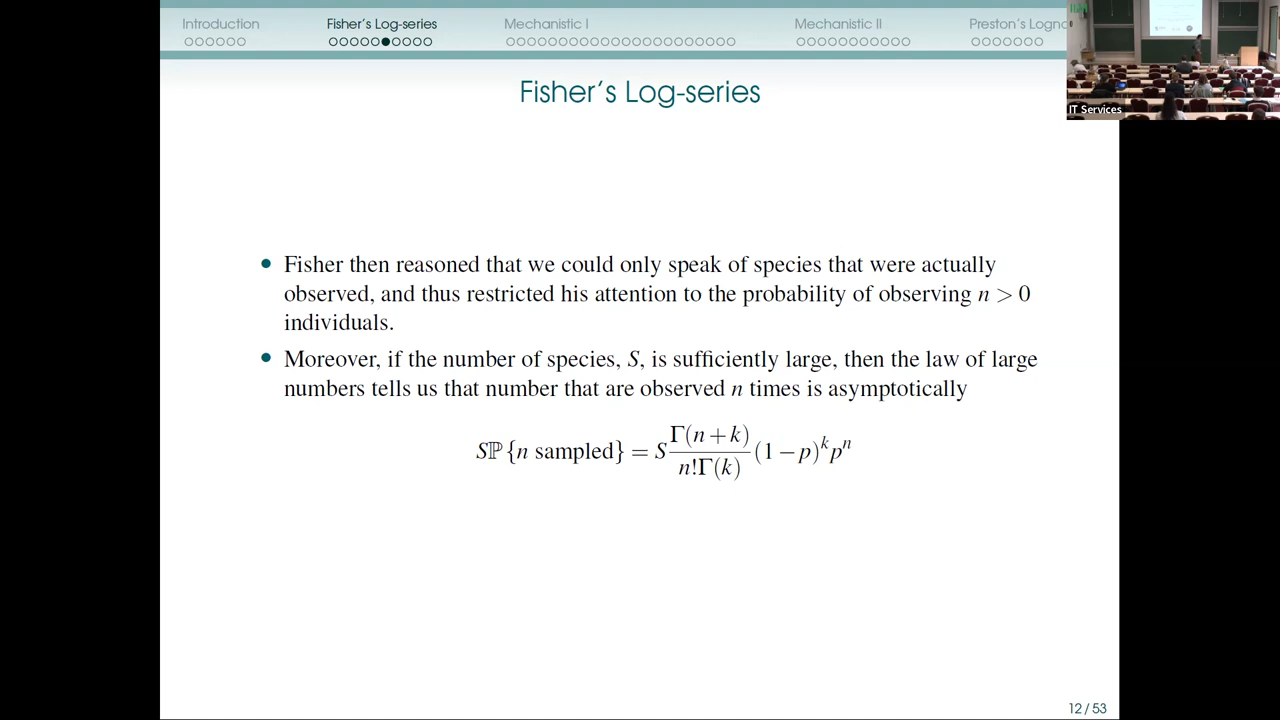 Introduction
Fisher's Log-series
Mechanistic I
Mechanistic II
Preston's Logno
IT Services
Fisher's Log-series
• Fisher then reasoned that we could only speak of species that were actually
observed, and thus restricted his attention to the probability of observing n > 0
individuals.
• Moreover, if the number of species, S, is sufficiently large, then the law of large
numbers tells us that number that are observed n times is asymptotically
Sℙ{n sampled} = S Γ(n+k) / n!Γ(k) (1−p)^k p^n
12 / 53